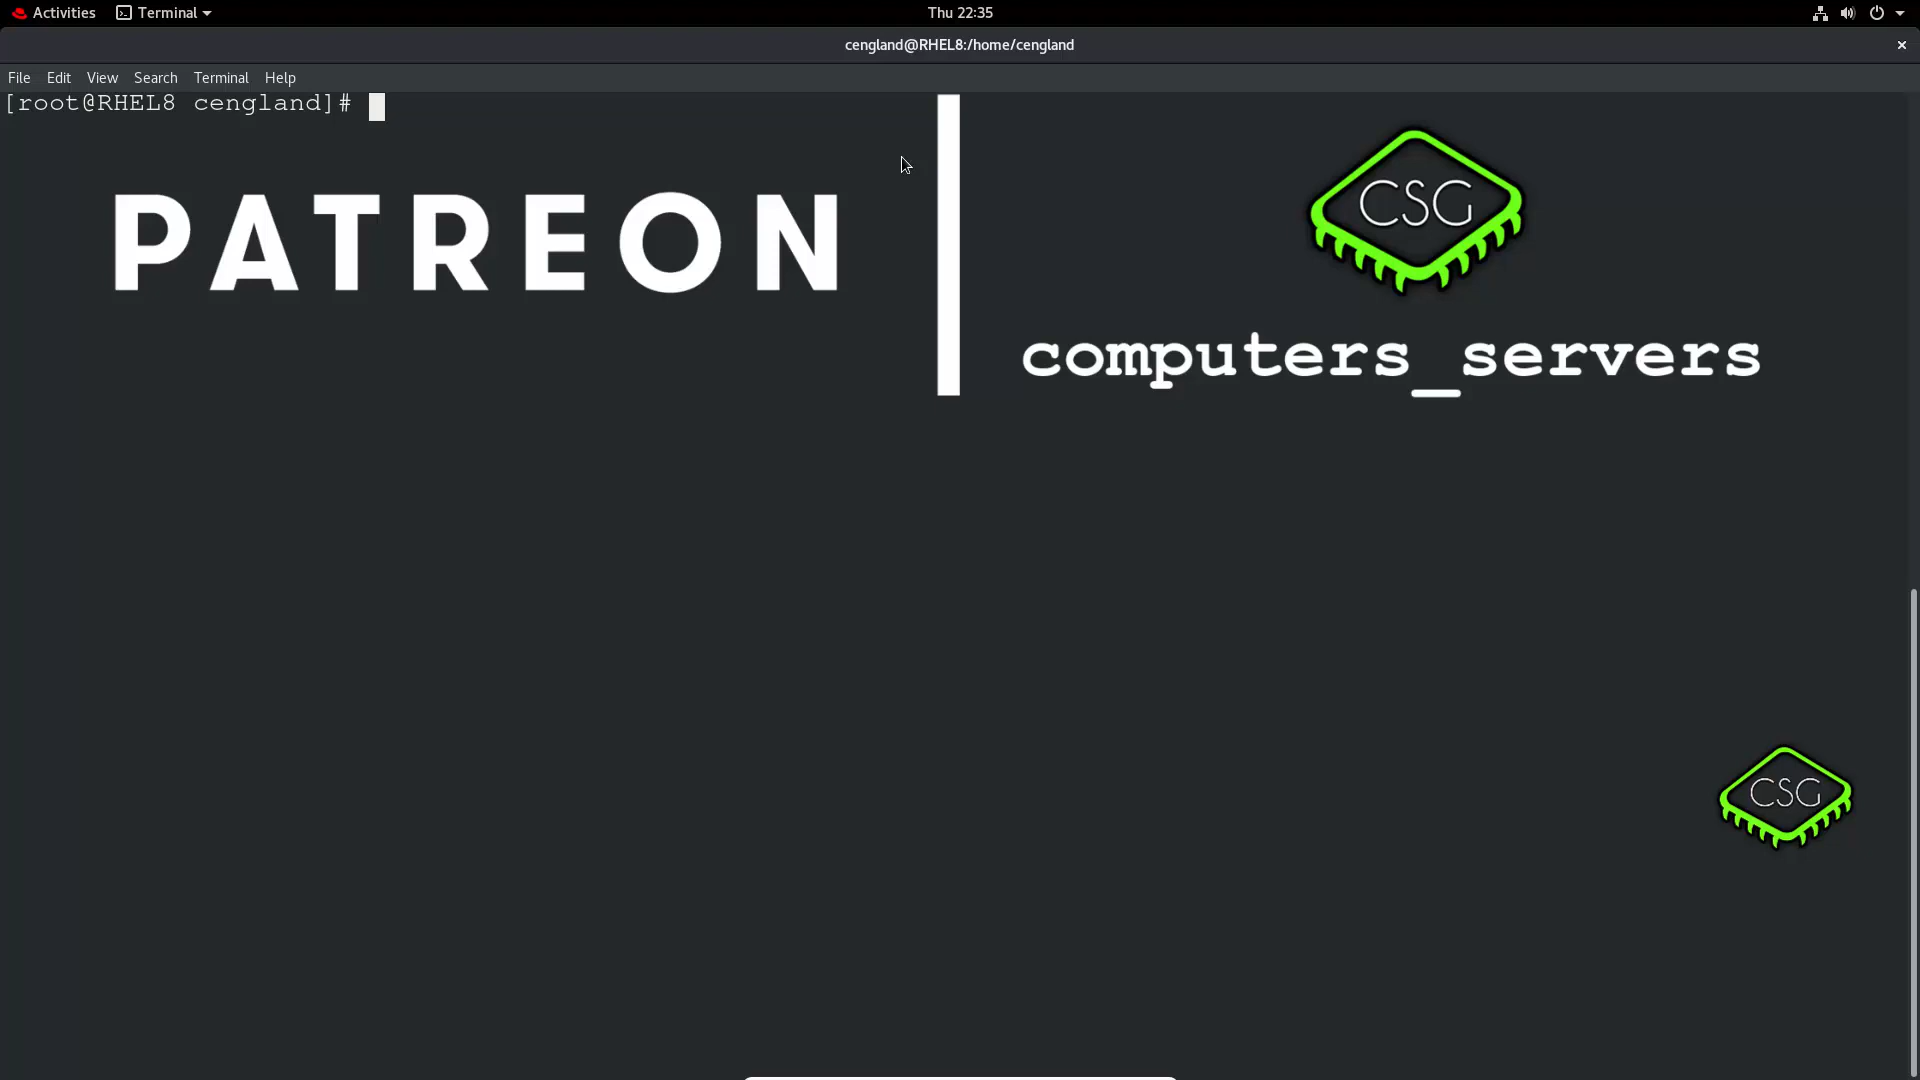 Activities Terminal Thu 22:35
cengland@RHEL8:/home/cengland
File Edit View Search Terminal Help
[root@RHEL8 cengland]#
PATREON
CSG
computers_servers
CSG